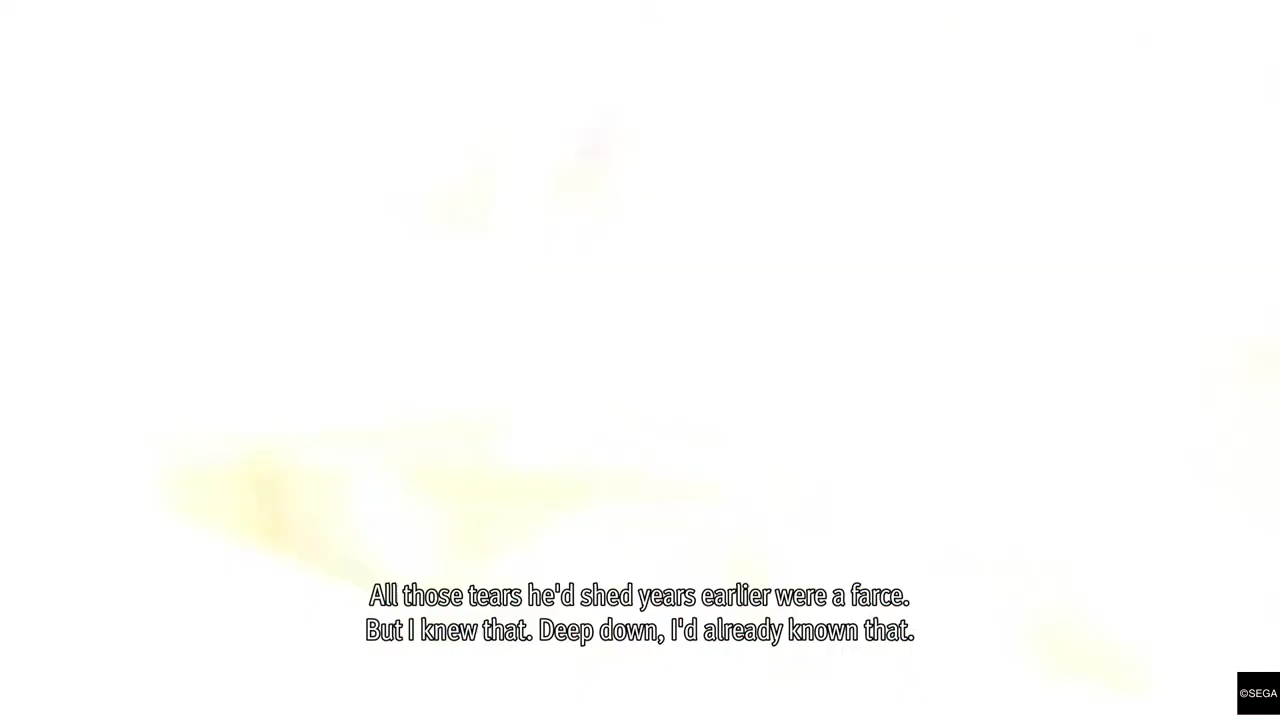 All those tears he'd shed years earlier were a farce.
But I knew that. Deep down, I'd already known that.
©SEGA